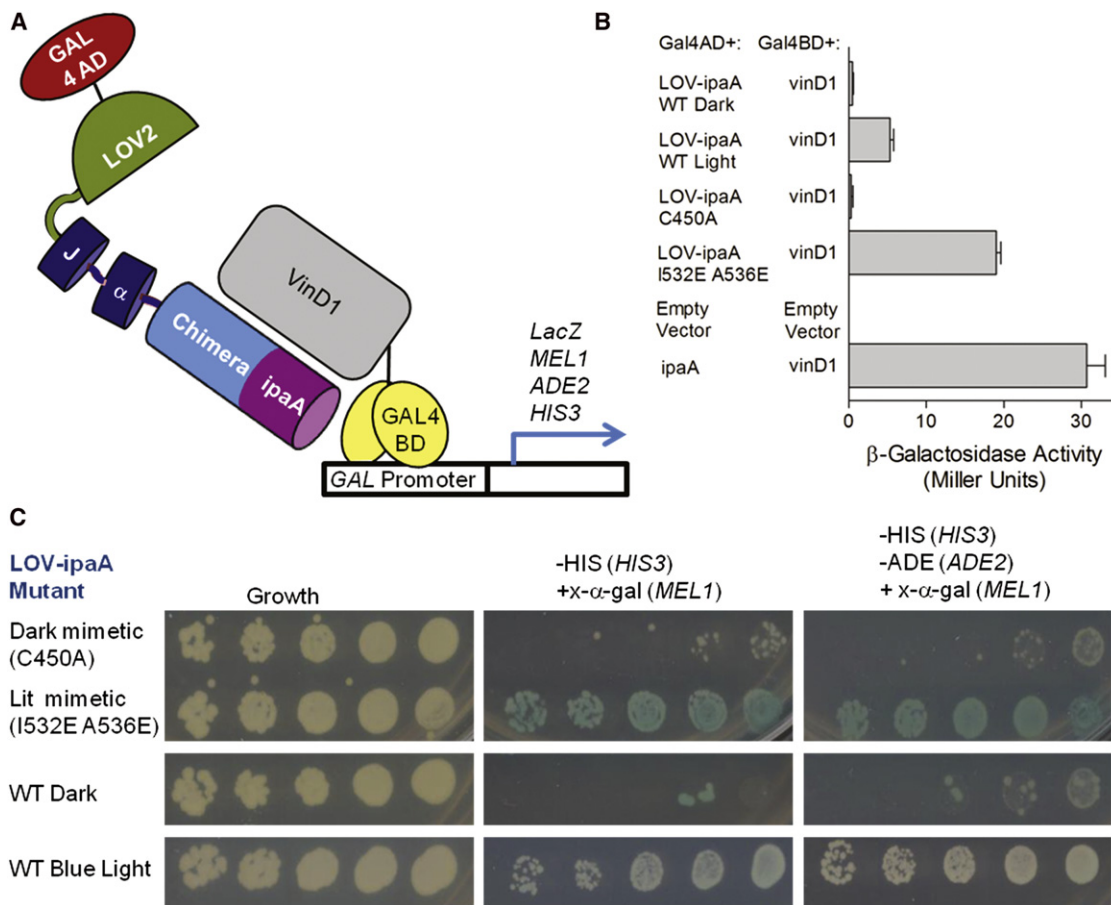 A
GAL
4 AD
LOV2
J
α
Chimera
ipaA
VinD1
GAL4
BD
LacZ
MEL1
ADE2
HIS3
GAL Promoter
B
Gal4AD+: Gal4BD+:
LOV-ipaA
WT Dark
vinD1
LOV-ipaA
WT Light
vinD1
LOV-ipaA
C450A
vinD1
LOV-ipaA
I532E A536E
vinD1
Empty
Vector
Empty
Vector
ipaA
vinD1
0 10 20 30
β-Galactosidase Activity
(Miller Units)
C
LOV-ipaA
Mutant
Growth
-HIS (HIS3)
+x-α-gal (MEL1)
-HIS (HIS3)
-ADE (ADE2)
+ x-α-gal (MEL1)
Dark mimetic
(C450A)
Lit mimetic
(I532E A536E)
WT Dark
WT Blue Light